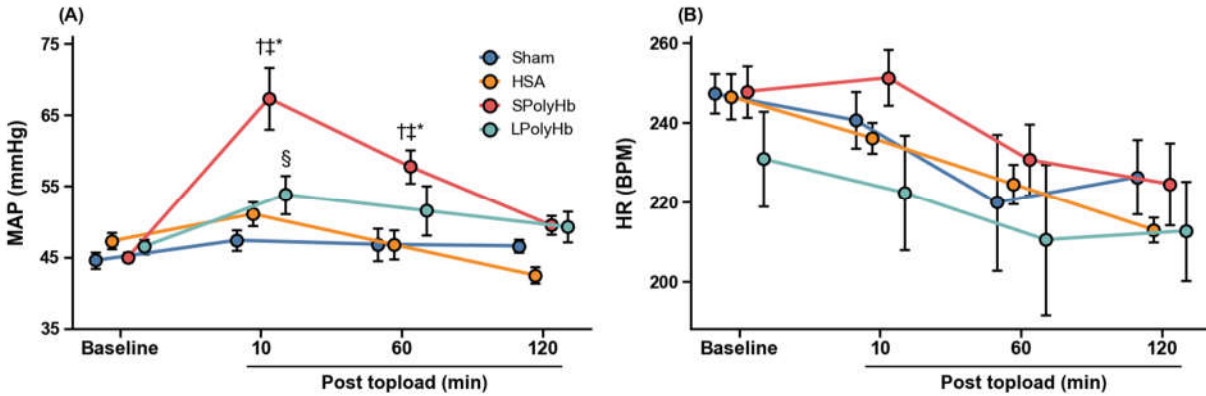 (A)
MAP (mmHg)
75
65
55
45
35
†‡*
§
†‡*
Sham
HSA
SPolyHb
LPolyHb
Baseline 10 60 120
Post topload (min)
(B)
HR (BPM)
260
240
220
200
Baseline 10 60 120
Post topload (min)